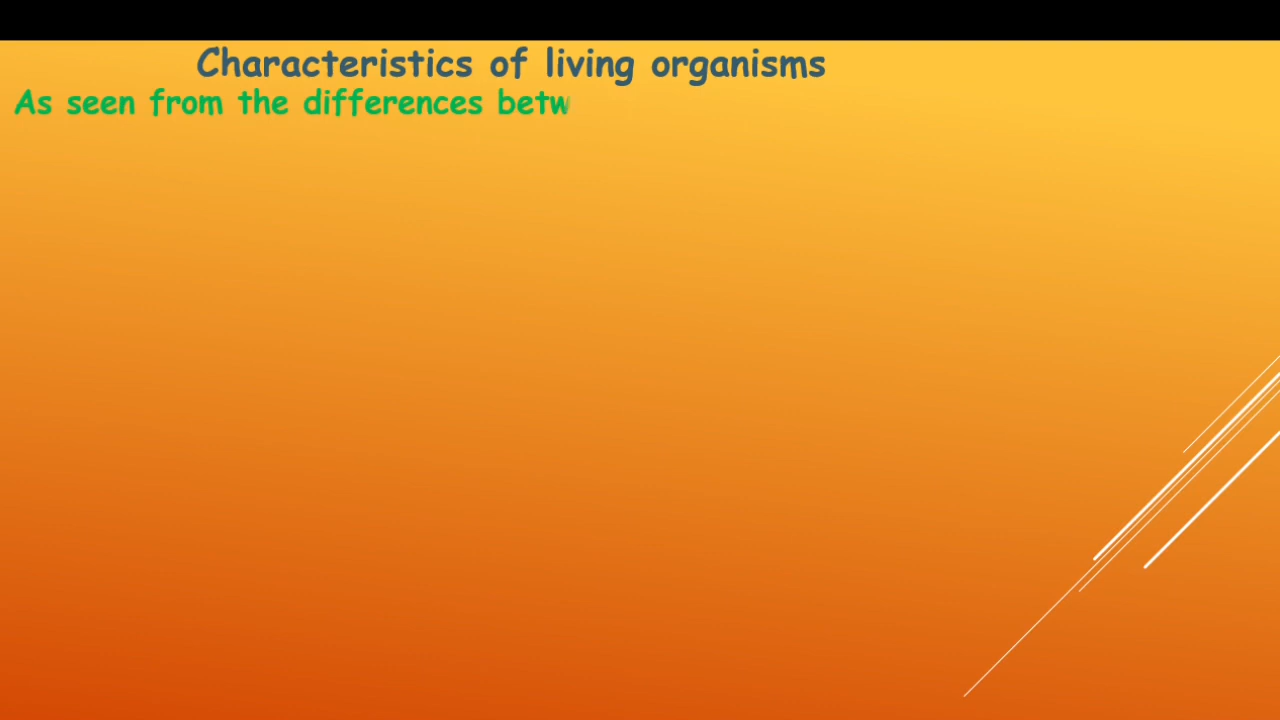 Characteristics of living organisms
As seen from the differences betw